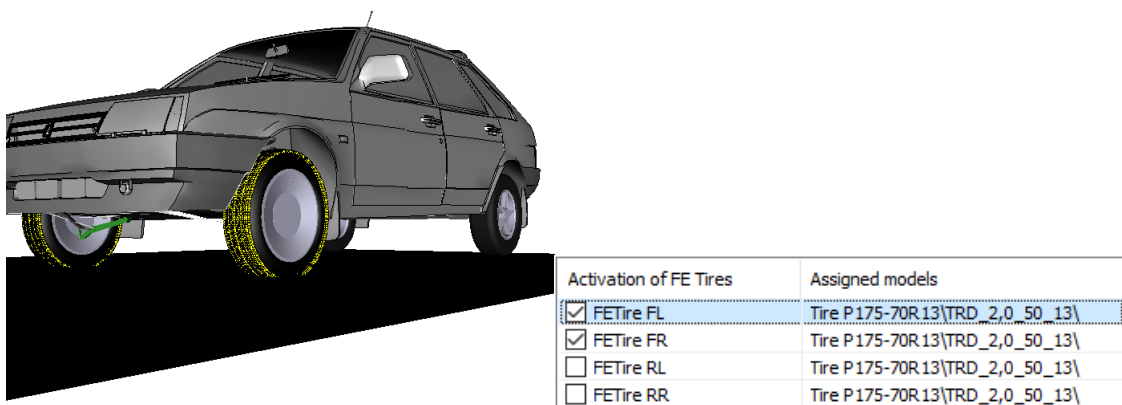 Activation of FE Tires Assigned models
FETire FL Tire P175-70R13\TRD_2,0_50_13\
FETire FR Tire P175-70R13\TRD_2,0_50_13\
FETire RL Tire P175-70R13\TRD_2,0_50_13\
FETire RR Tire P175-70R13\TRD_2,0_50_13\